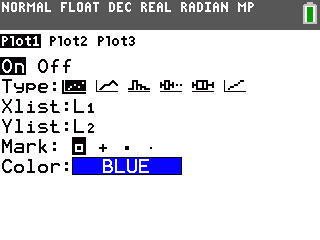 NORMAL FLOAT DEC REAL RADIAN MP
Plot1 Plot2 Plot3
On Off
Type:
Xlist:L1
Ylist:L2
Mark: + . .
Color: BLUE